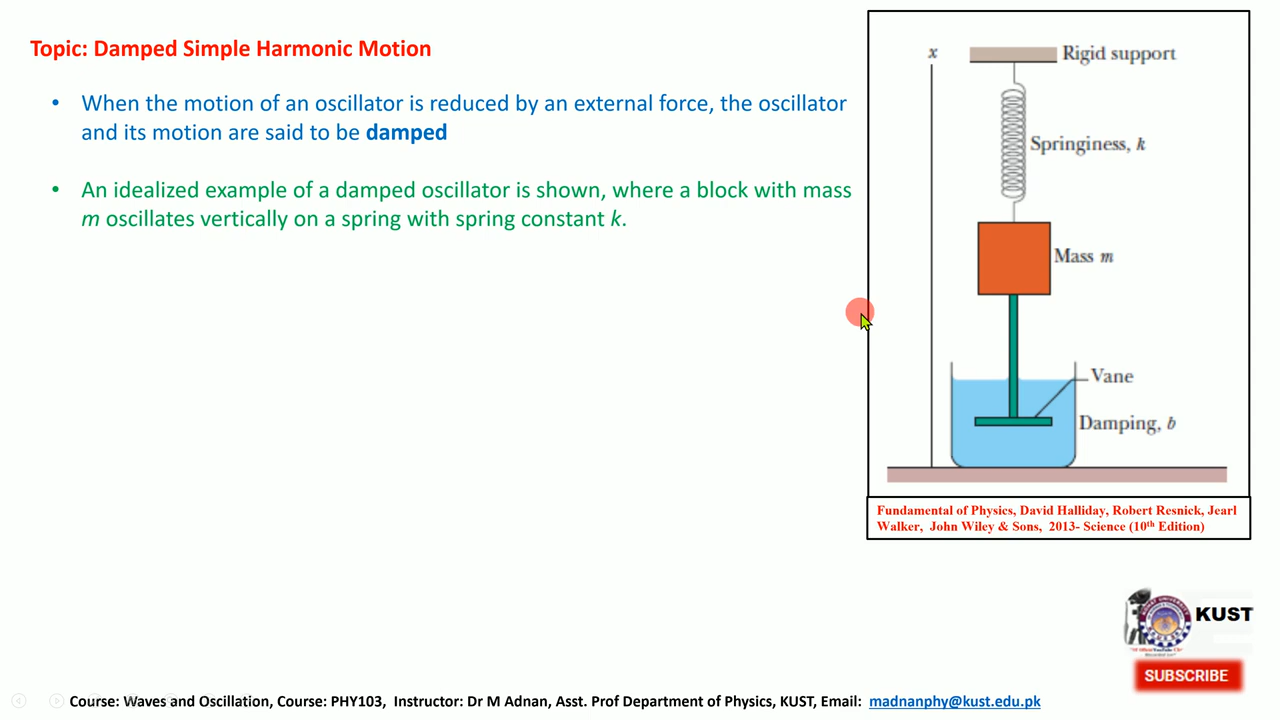 Topic: Damped Simple Harmonic Motion
• When the motion of an oscillator is reduced by an external force, the oscillator
and its motion are said to be damped
• An idealized example of a damped oscillator is shown, where a block with mass
m oscillates vertically on a spring with spring constant k.
x
Rigid support
Springiness, k
Mass m
Vane
Damping, b
Fundamental of Physics, David Halliday, Robert Resnick, Jearl
Walker, John Wiley & Sons, 2013- Science (10th Edition)
KUST
SUBSCRIBE
Course: Waves and Oscillation, Course: PHY103, Instructor: Dr M Adnan, Asst. Prof Department of Physics, KUST, Email: madnanphy@kust.edu.pk